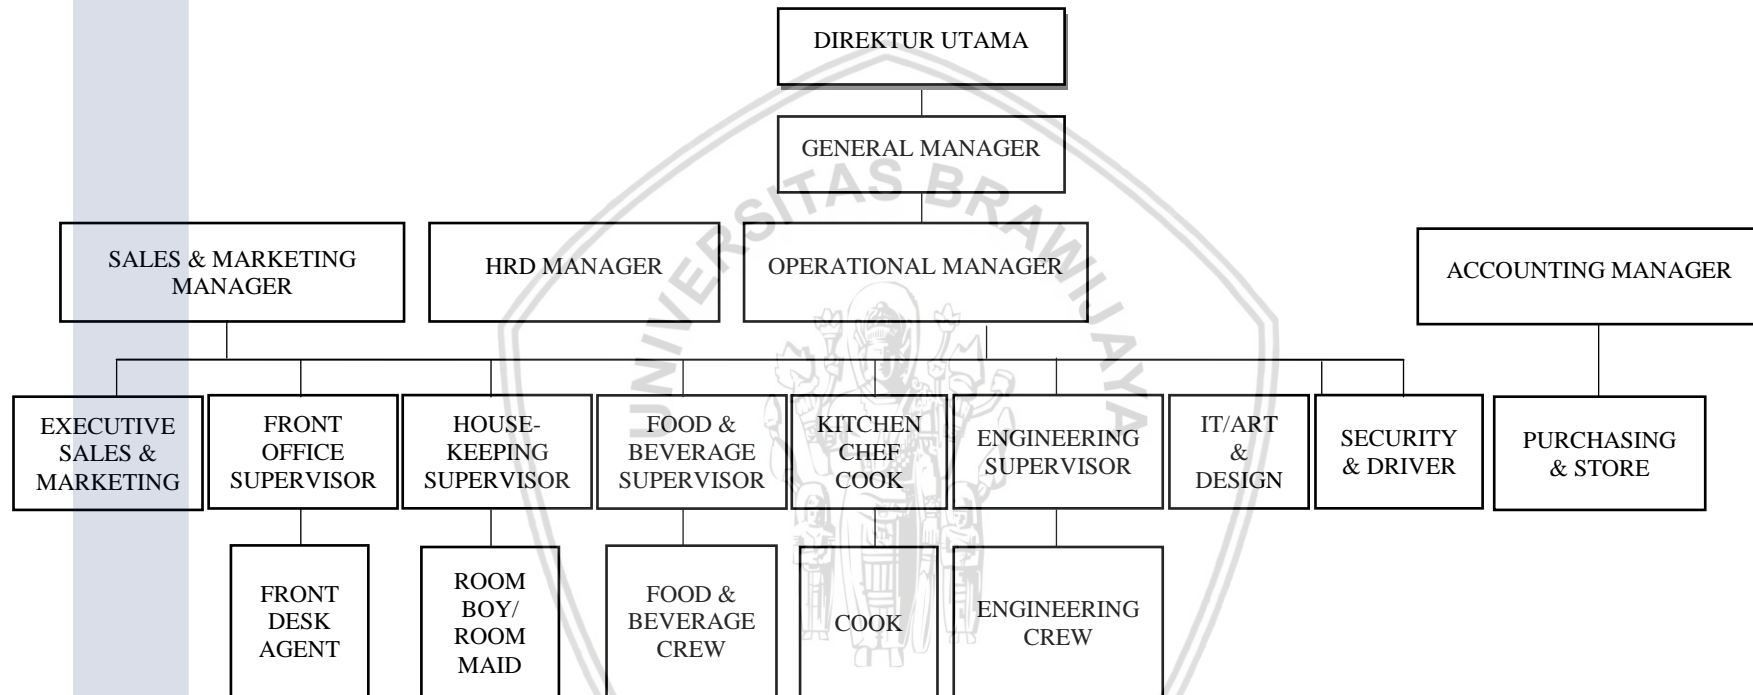 DIREKTUR UTAMA
GENERAL MANAGER
UNIVERSITAS BRAWIJAYA
SALES & MARKETING
MANAGER
HRD MANAGER
OPERATIONAL MANAGER
ACCOUNTING MANAGER
EXECUTIVE
SALES &
MARKETING
FRONT
OFFICE
SUPERVISOR
HOUSE-
KEEPING
SUPERVISOR
FOOD &
BEVERAGE
SUPERVISOR
KITCHEN
CHEF
COOK
ENGINEERING
SUPERVISOR
IT/ART
&
DESIGN
SECURITY
& DRIVER
PURCHASING
& STORE
FRONT
DESK
AGENT
ROOM
BOY/
ROOM
MAID
FOOD &
BEVERAGE
CREW
COOK
ENGINEERING
CREW